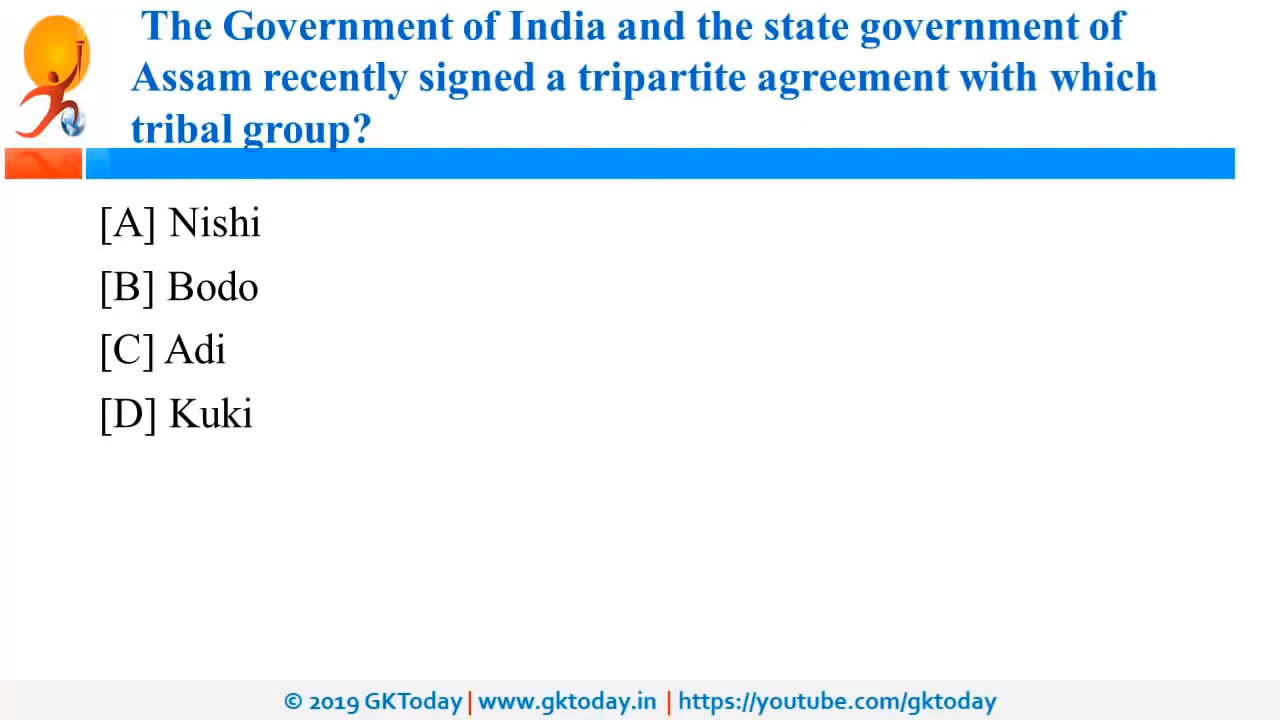 The Government of India and the state government of
Assam recently signed a tripartite agreement with which
tribal group?
[A] Nishi
[B] Bodo
[C] Adi
[D] Kuki
© 2019 GKToday | www.gktoday.in | https://youtube.com/gktoday